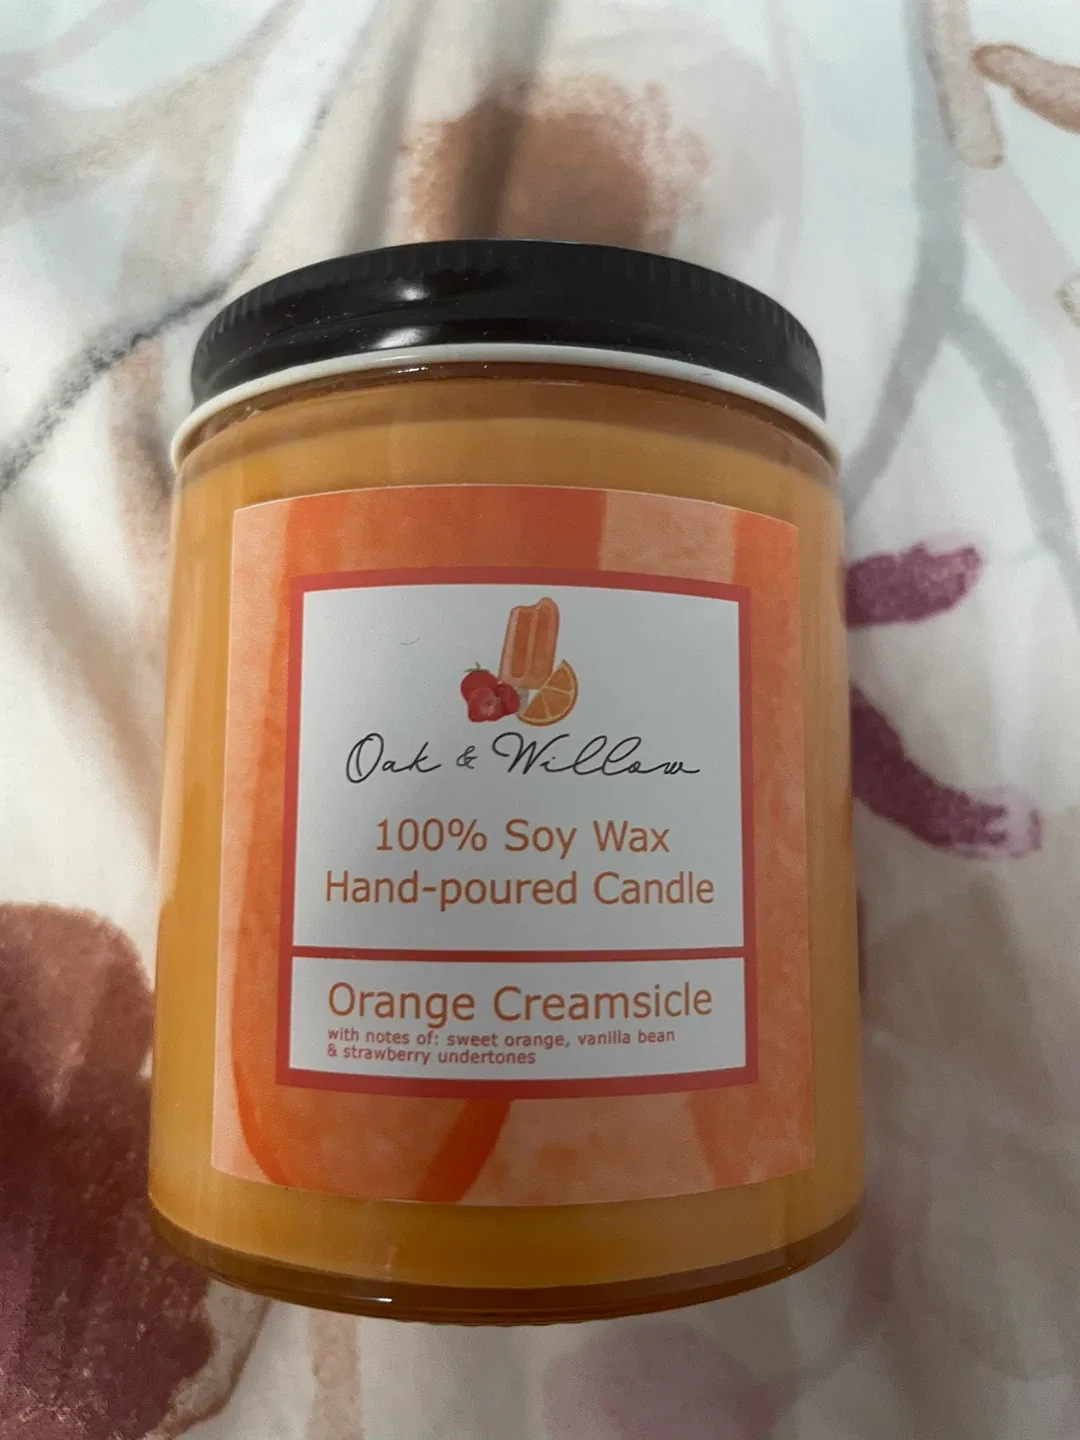 Oak & Willow
100% Soy Wax
Hand-poured Candle
Orange Creamsicle
with notes of: sweet orange, vanilla bean
& strawberry undertones